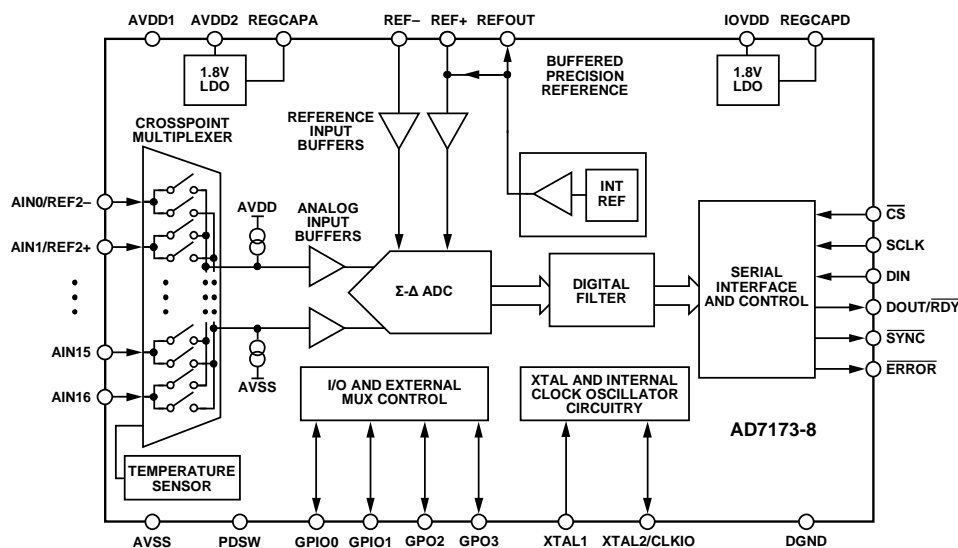 AVDD1 AVDD2 REGCAPA REF– REF+ REFOUT IOVDD REGCAPD
1.8V
LDO
BUFFERED
PRECISION
REFERENCE
1.8V
LDO
CROSSPOINT
MULTIPLEXER
REFERENCE
INPUT
BUFFERS
INT
REF
AIN0/REF2–
AIN1/REF2+
AIN15
AIN16
AVDD
AVSS
ANALOG
INPUT
BUFFERS
Σ-Δ ADC
DIGITAL
FILTER
SERIAL
INTERFACE
AND CONTROL
CS
SCLK
DIN
DOUT/RDY
SYNC
ERROR
I/O AND EXTERNAL
MUX CONTROL
XTAL AND INTERNAL
CLOCK OSCILLATOR
CIRCUITRY
AD7173-8
TEMPERATURE
SENSOR
AVSS PDSW GPIO0 GPIO1 GPO2 GPO3 XTAL1 XTAL2/CLKIO DGND